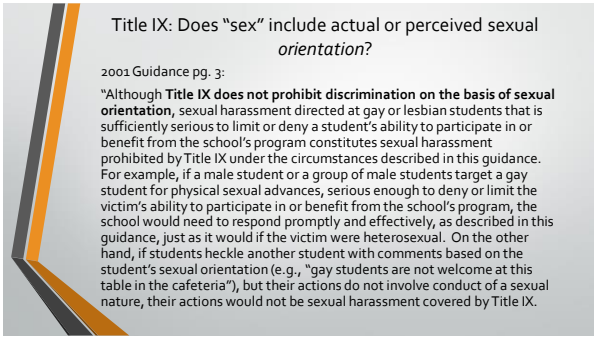 Title IX: Does “sex” include actual or perceived sexual
orientation?
2001 Guidance pg. 3:
“Although Title IX does not prohibit discrimination on the basis of sexual
orientation, sexual harassment directed at gay or lesbian students that is
sufficiently serious to limit or deny a student’s ability to participate in or
benefit from the school’s program constitutes sexual harassment
prohibited by Title IX under the circumstances described in this guidance.
For example, if a male student or a group of male students target a gay
student for physical sexual advances, serious enough to deny or limit the
victim’s ability to participate in or benefit from the school’s program, the
school would need to respond promptly and effectively, as described in this
guidance, just as it would if the victim were heterosexual. On the other
hand, if students heckle another student with comments based on the
student’s sexual orientation (e.g., “gay students are not welcome at this
table in the cafeteria”), but their actions do not involve conduct of a sexual
nature, their actions would not be sexual harassment covered by Title IX.